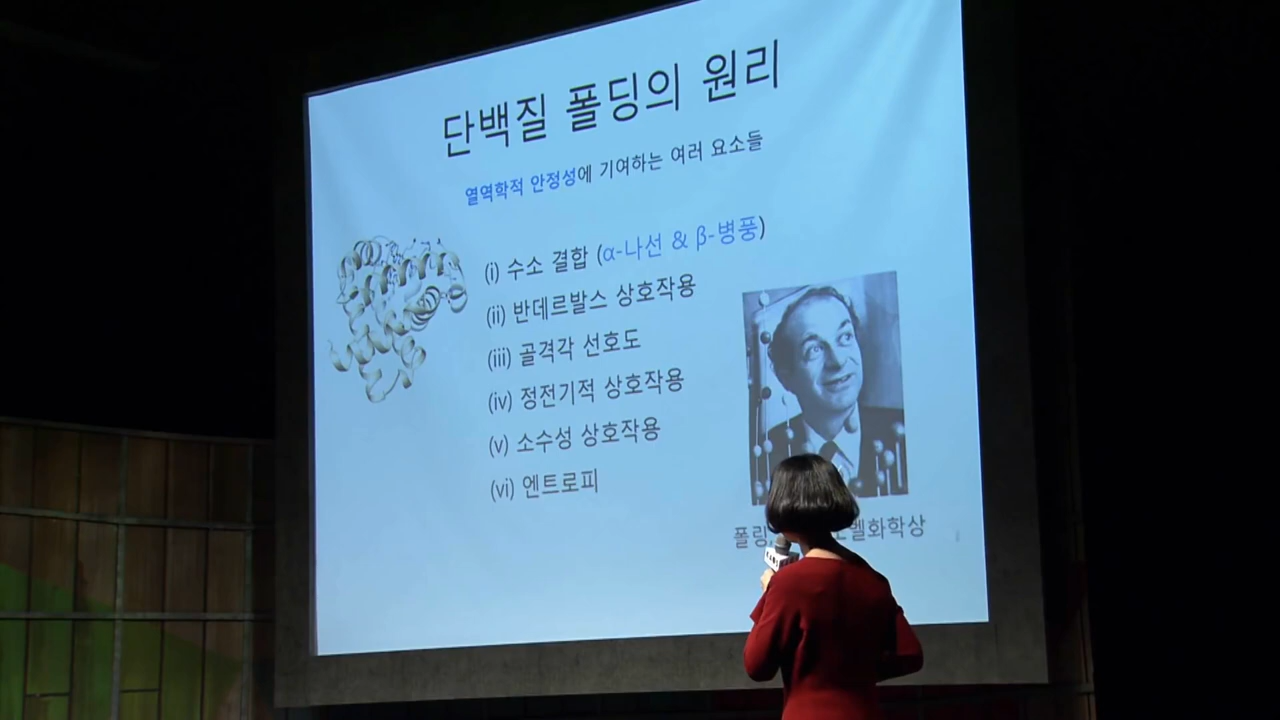 단백질 폴딩의 원리
열역학적 안정성에 기여하는 여러 요소들
(i) 수소 결합 (α-나선 & β-병풍)
(ii) 반데르발스 상호작용
(iii) 골격각 선호도
(iv) 정전기적 상호작용
(v) 소수성 상호작용
(vi) 엔트로피
폴링, 노벨화학상